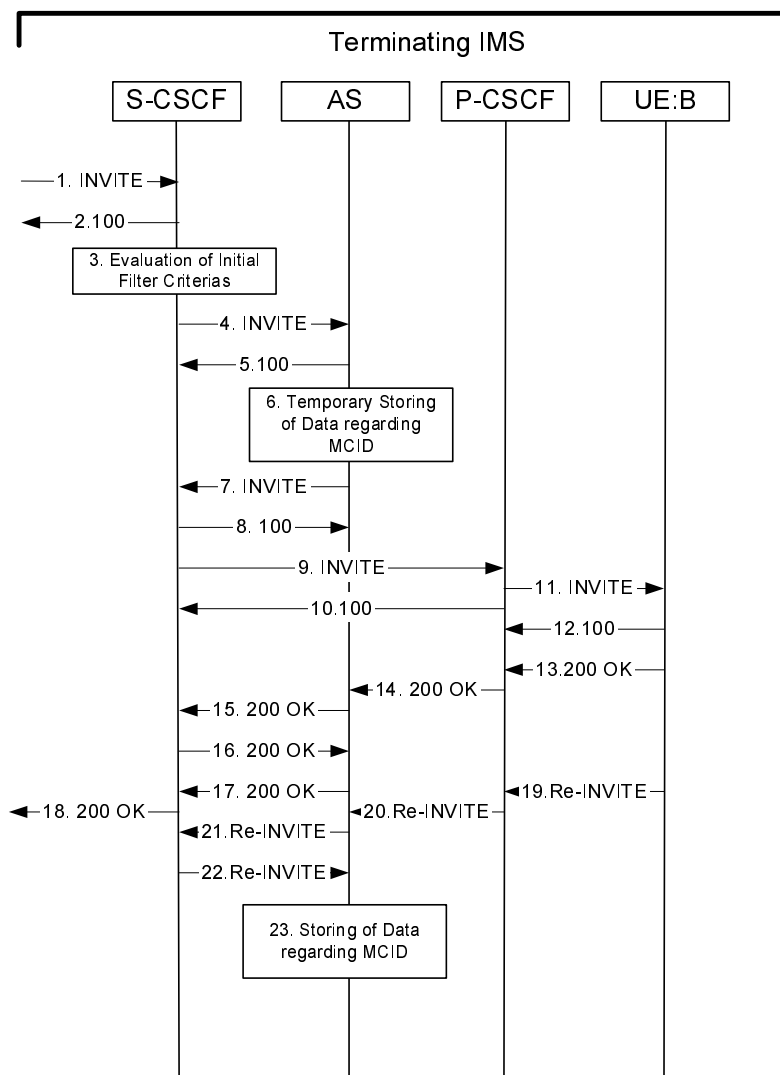 Terminating IMS
S-CSCF
AS
P-CSCF
UE:B
1. INVITE
2.100
3. Evaluation of Initial
Filter Criterias
4. INVITE
5.100
6. Temporary Storing
of Data regarding
MCID
7. INVITE
8. 100
9. INVITE
11. INVITE
10.100
12.100
13.200 OK
14. 200 OK
15. 200 OK
16. 200 OK
17. 200 OK
19.Re-INVITE
18. 200 OK
20.Re-INVITE
21.Re-INVITE
22.Re-INVITE
23. Storing of Data
regarding MCID